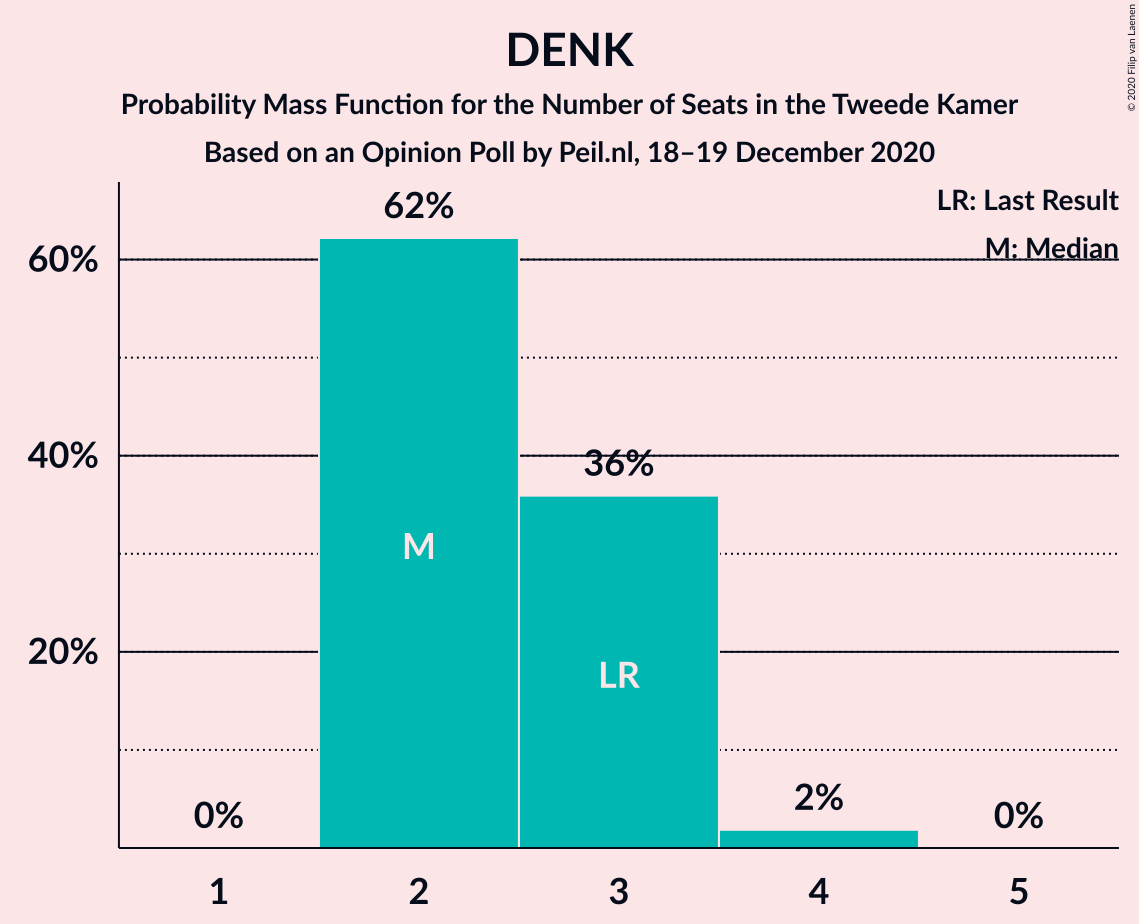 DENK
Probability Mass Function for the Number of Seats in the Tweede Kamer
Based on an Opinion Poll by Peil.nl, 18–19 December 2020
© 2020 Filip van Laenen
LR: Last Result
M: Median
62%
60%
40%
36%
M
20%
LR
0%
2%
0%
1
2
3
4
5